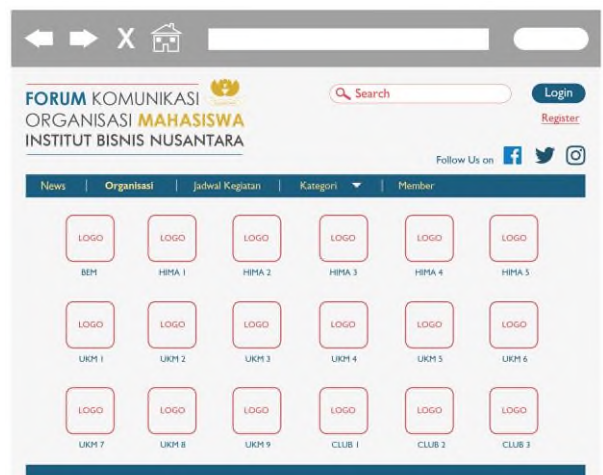 X
FORUM KOMUNIKASI
ORGANISASI MAHASISWA
INSTITUT BISNIS NUSANTARA
Search
Login
Register
Follow Us on
News | Organisasi | Jadwal Kegiatan | Kategori | Member
LOGO LOGO LOGO LOGO LOGO LOGO
BEM HIMA 1 HIMA 2 HIMA 3 HIMA 4 HIMA 5
LOGO LOGO LOGO LOGO LOGO LOGO
UKM 1 UKM 2 UKM 3 UKM 4 UKM 5 UKM 6
LOGO LOGO LOGO LOGO LOGO LOGO
UKM 7 UKM 8 UKM 9 CLUB 1 CLUB 2 CLUB 3